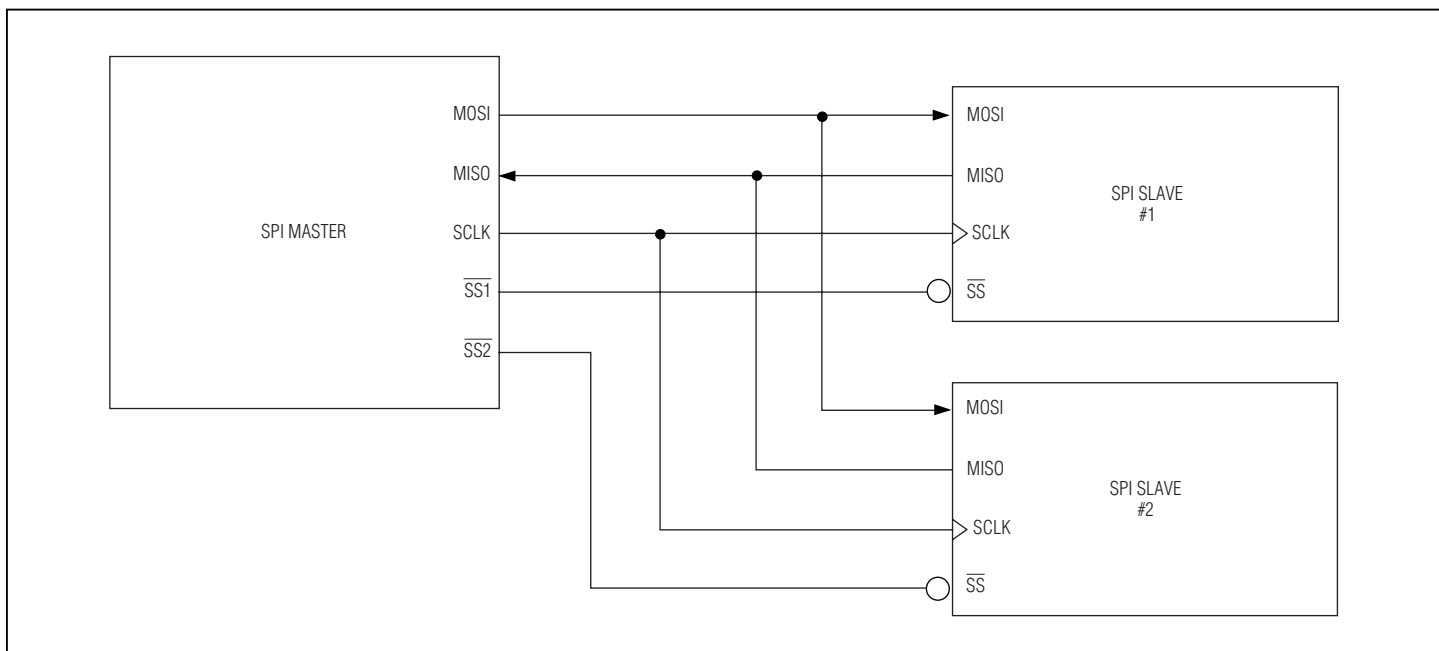 MOSI
MISO
SPI MASTER
SCLK
SS1
SS2
MOSI
MISO
SPI SLAVE
#1
SCLK
SS
MOSI
MISO
SPI SLAVE
#2
SCLK
SS